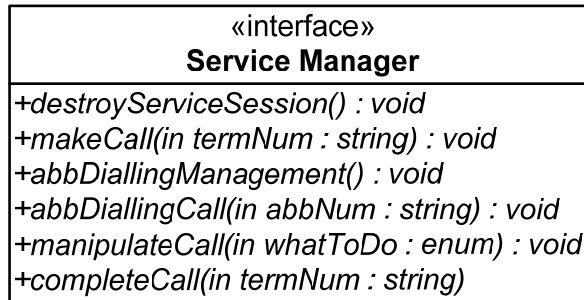 «interface»
Service Manager
+destroyServiceSession() : void
+makeCall(in termNum : string) : void
+abbDiallingManagement() : void
+abbDiallingCall(in abbNum : string) : void
+manipulateCall(in whatToDo : enum) : void
+completeCall(in termNum : string)